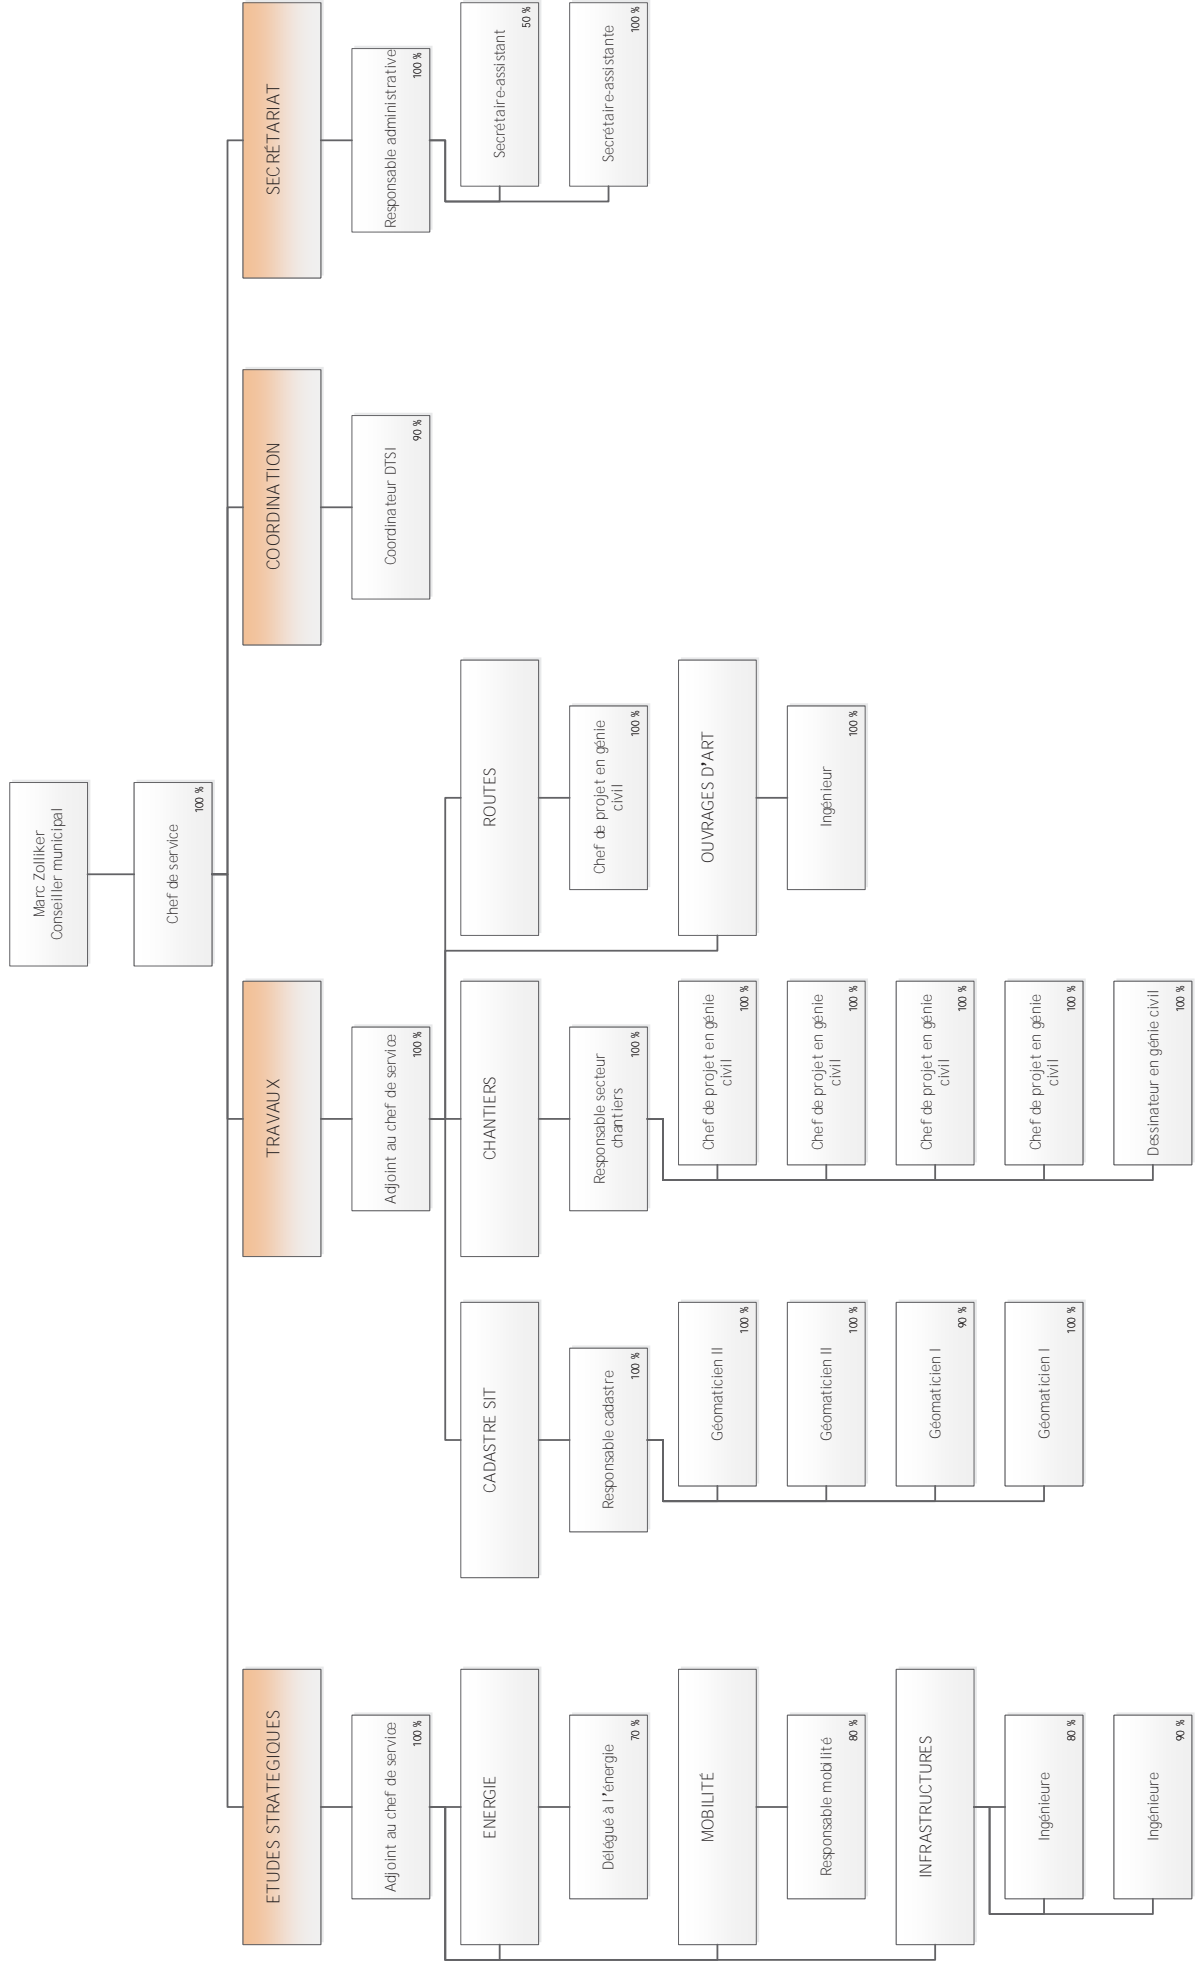 Marc Zolliker
Conseiller municipal
Chef de service
100 %
ETUDES STRATEGIQUES
Adjoint au chef de service
100 %
ENERGIE
Délégué à l'énergie
70 %
MOBILITÉ
Responsable mobilité
80 %
INFRASTRUCTURES
Ingénieure
80 %
Ingénieure
90 %
TRAVAUX
Adjoint au chef de service
100 %
CADASTRE SIT
Responsable cadastre
100 %
Géomaticien II
100 %
Géomaticien II
100 %
Géomaticien I
90 %
Géomaticien I
100 %
CHANTIERS
Responsable secteur
chantiers
100 %
Chef de projet en génie
civil
100 %
Chef de projet en génie
civil
100 %
Chef de projet en génie
civil
100 %
Chef de projet en génie
civil
100 %
Dessinateur en génie civil
100 %
ROUTES
Chef de projet en génie
civil
100 %
OUVRAGES D'ART
Ingénieur
100 %
COORDINATION
Coordinateur DTSI
90 %
SECRÉTARIAT
Responsable administrative
100 %
Secrétaire-assistant
50 %
Secrétaire-assistante
100 %